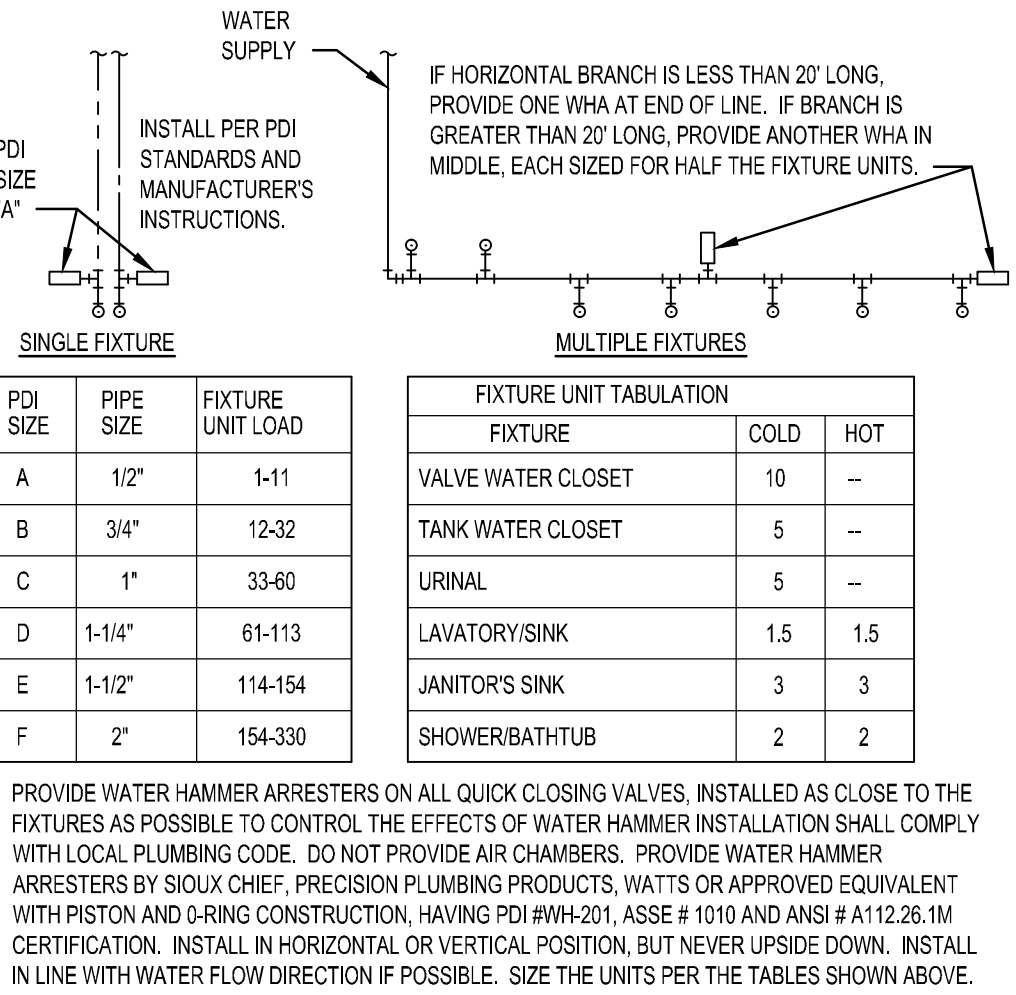 WATER
SUPPLY
IF HORIZONTAL BRANCH IS LESS THAN 20' LONG,
PROVIDE ONE WHA AT END OF LINE. IF BRANCH IS
GREATER THAN 20' LONG, PROVIDE ANOTHER WHA IN
MIDDLE, EACH SIZED FOR HALF THE FIXTURE UNITS.
INSTALL PER PDI
STANDARDS AND
MANUFACTURER'S
INSTRUCTIONS.
PDI
SIZE
"A"
SINGLE FIXTURE
MULTIPLE FIXTURES
PDI SIZE PIPE SIZE FIXTURE UNIT LOAD
A 1/2" 1-11
B 3/4" 12-32
C 1" 33-60
D 1-1/4" 61-113
E 1-1/2" 114-154
F 2" 154-330
FIXTURE UNIT TABULATION
FIXTURE COLD HOT
VALVE WATER CLOSET 10 --
TANK WATER CLOSET 5 --
URINAL 5 --
LAVATORY/SINK 1.5 1.5
JANITOR'S SINK 3 3
SHOWER/BATHTUB 2 2
PROVIDE WATER HAMMER ARRESTERS ON ALL QUICK CLOSING VALVES, INSTALLED AS CLOSE TO THE
FIXTURES AS POSSIBLE TO CONTROL THE EFFECTS OF WATER HAMMER INSTALLATION SHALL COMPLY
WITH LOCAL PLUMBING CODE. DO NOT PROVIDE AIR CHAMBERS. PROVIDE WATER HAMMER
ARRESTERS BY SIOUX CHIEF, PRECISION PLUMBING PRODUCTS, WATTS OR APPROVED EQUIVALENT
WITH PISTON AND 0-RING CONSTRUCTION, HAVING PDI #WH-201, ASSE # 1010 AND ANSI # A112.26.1M
CERTIFICATION. INSTALL IN HORIZONTAL OR VERTICAL POSITION, BUT NEVER UPSIDE DOWN. INSTALL
IN LINE WITH WATER FLOW DIRECTION IF POSSIBLE. SIZE THE UNITS PER THE TABLES SHOWN ABOVE.